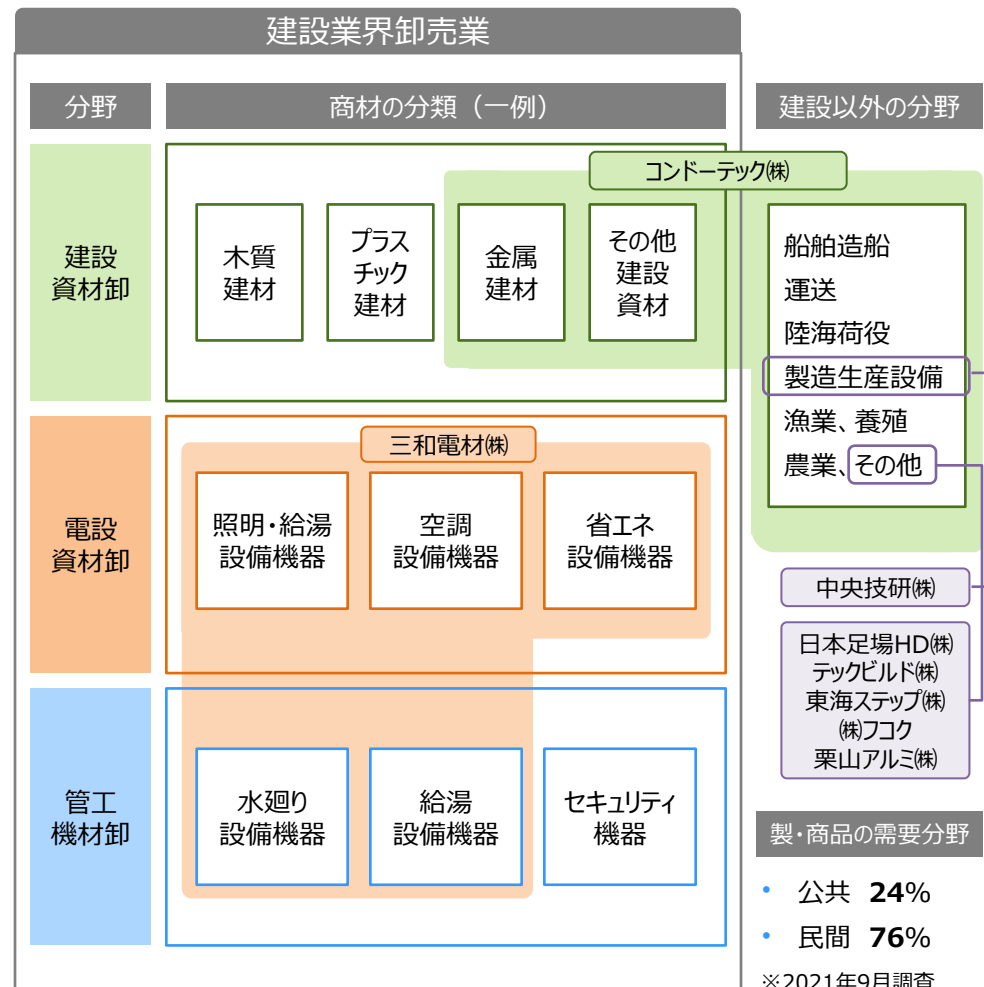 建設業界卸売業
分野
商材の分類（一例）
建設以外の分野
コンドーテック㈱
建設
資材卸
木質
建材
プラス
チック
建材
金属
建材
その他
建設
資材
船舶造船
運送
陸海荷役
製造生産設備
漁業、養殖
農業、その他
三和電材㈱
電設
資材卸
照明・給湯
設備機器
空調
設備機器
省エネ
設備機器
中央技研㈱
日本足場HD㈱
テックビルド㈱
東海ステップ㈱
㈱フコク
栗山アルミ㈱
管工
機材卸
水廻り
設備機器
給湯
設備機器
セキュリティ
機器
製・商品の需要分野
• 公共 24%
• 民間 76%
※2021年9月調査